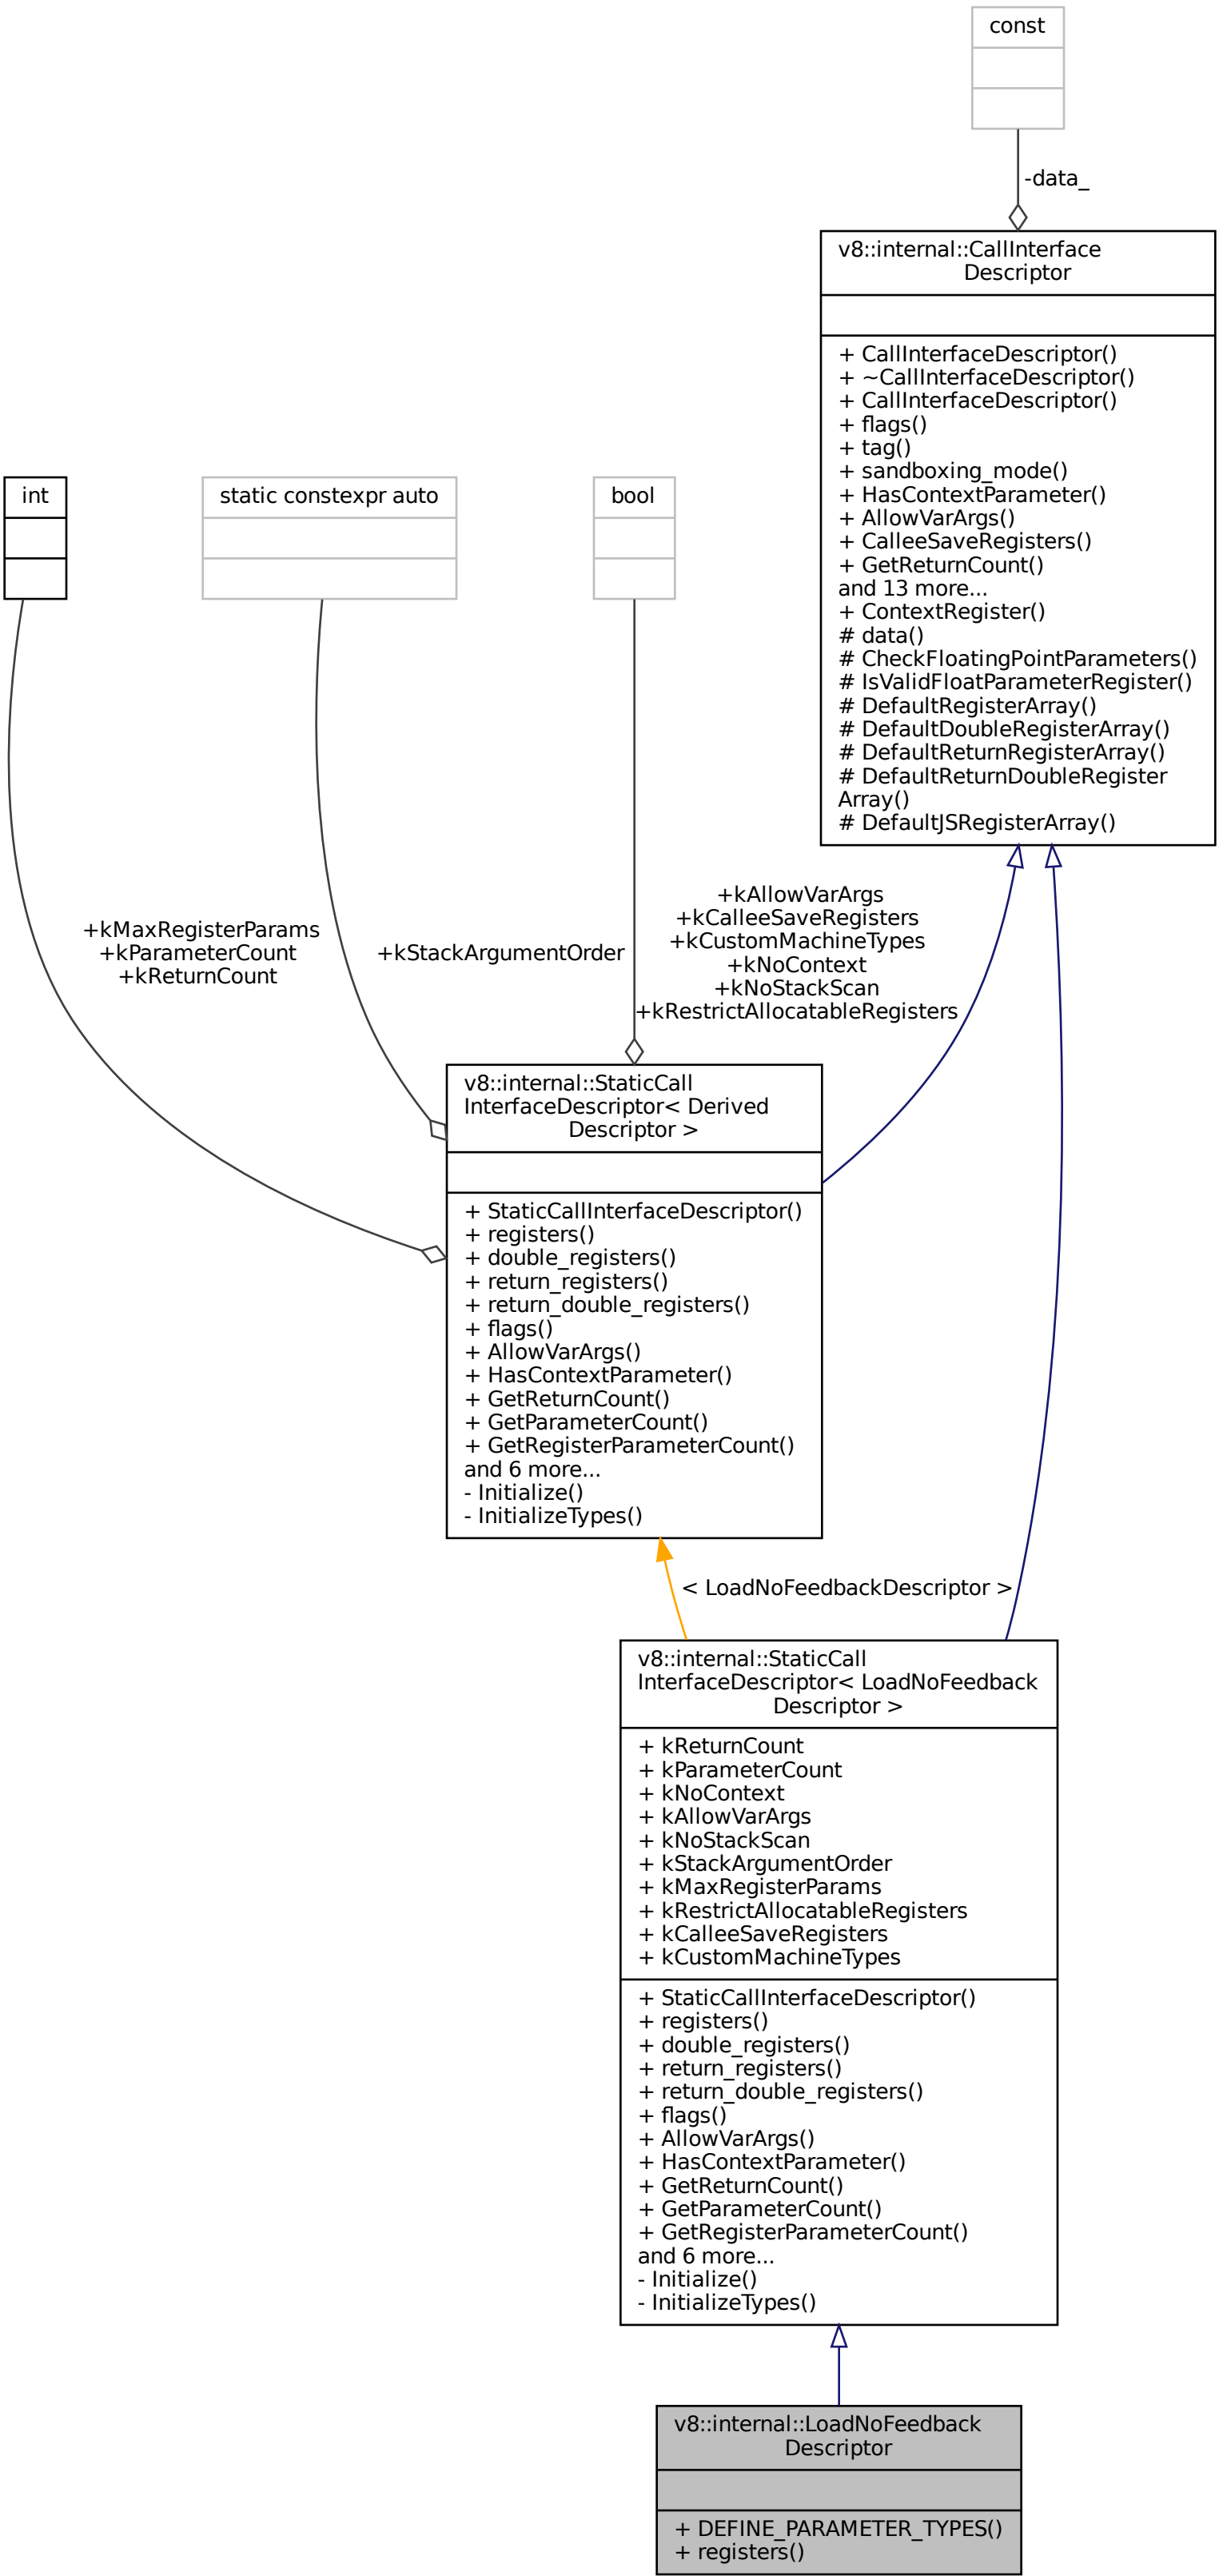 const
-data_
v8::internal::CallInterface
Descriptor
+ CallInterfaceDescriptor()
+ ~CallInterfaceDescriptor()
+ CallInterfaceDescriptor()
+ flags()
+ tag()
+ sandboxing_mode()
+ HasContextParameter()
+ AllowVarArgs()
+ CalleeSaveRegisters()
+ GetReturnCount()
and 13 more...
+ ContextRegister()
# data()
# CheckFloatingPointParameters()
# IsValidFloatParameterRegister()
# DefaultRegisterArray()
# DefaultDoubleRegisterArray()
# DefaultReturnRegisterArray()
# DefaultReturnDoubleRegister
Array()
# DefaultJSRegisterArray()
int
static constexpr auto
bool
+kMaxRegisterParams
+kParameterCount
+kReturnCount
+kStackArgumentOrder
+kAllowVarArgs
+kCalleeSaveRegisters
+kCustomMachineTypes
+kNoContext
+kNoStackScan
+kRestrictAllocatableRegisters
v8::internal::StaticCall
InterfaceDescriptor< Derived
Descriptor >
+ StaticCallInterfaceDescriptor()
+ registers()
+ double_registers()
+ return_registers()
+ return_double_registers()
+ flags()
+ AllowVarArgs()
+ HasContextParameter()
+ GetReturnCount()
+ GetParameterCount()
+ GetRegisterParameterCount()
and 6 more...
- Initialize()
- InitializeTypes()
< LoadNoFeedbackDescriptor >
v8::internal::StaticCall
InterfaceDescriptor< LoadNoFeedback
Descriptor >
+ kReturnCount
+ kParameterCount
+ kNoContext
+ kAllowVarArgs
+ kNoStackScan
+ kStackArgumentOrder
+ kMaxRegisterParams
+ kRestrictAllocatableRegisters
+ kCalleeSaveRegisters
+ kCustomMachineTypes
+ StaticCallInterfaceDescriptor()
+ registers()
+ double_registers()
+ return_registers()
+ return_double_registers()
+ flags()
+ AllowVarArgs()
+ HasContextParameter()
+ GetReturnCount()
+ GetParameterCount()
+ GetRegisterParameterCount()
and 6 more...
- Initialize()
- InitializeTypes()
v8::internal::LoadNoFeedback
Descriptor
+ DEFINE_PARAMETER_TYPES()
+ registers()